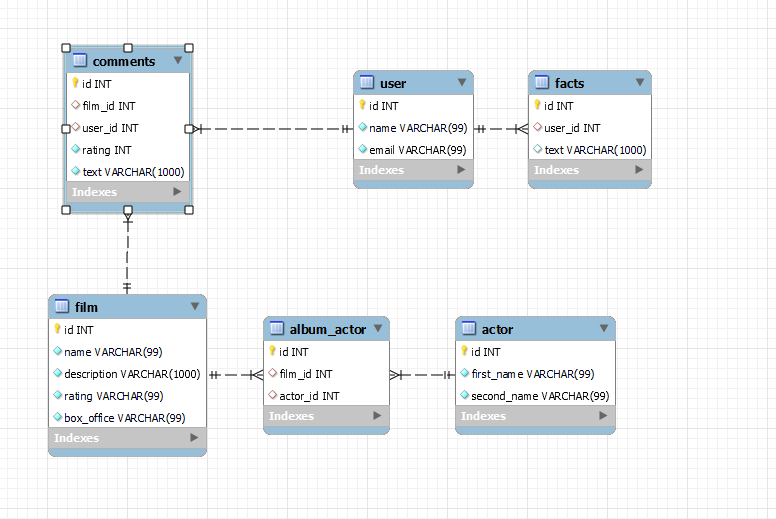 comments
id INT
film_id INT
user_id INT
rating INT
text VARCHAR(1000)
Indexes
user
id INT
name VARCHAR(99)
email VARCHAR(99)
Indexes
facts
id INT
user_id INT
text VARCHAR(1000)
Indexes
film
id INT
name VARCHAR(99)
description VARCHAR(1000)
rating VARCHAR(99)
box_office VARCHAR(99)
Indexes
album_actor
id INT
film_id INT
actor_id INT
Indexes
actor
id INT
first_name VARCHAR(99)
second_name VARCHAR(99)
Indexes